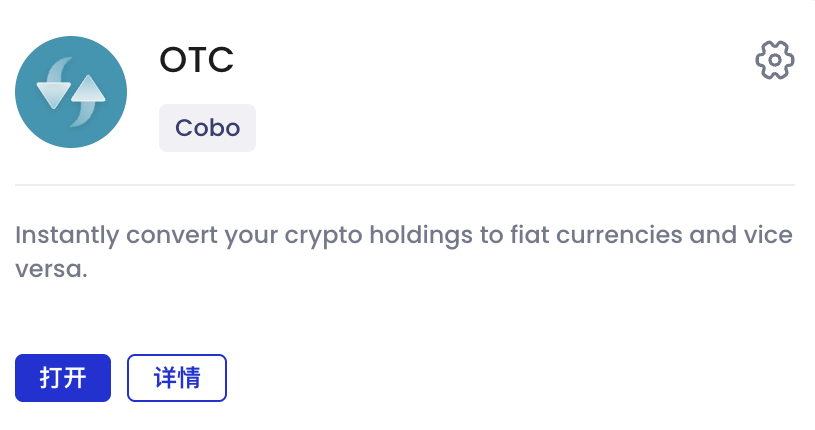 OTC
Cobo
Instantly convert your crypto holdings to fiat currencies and vice
versa.
打开
详情